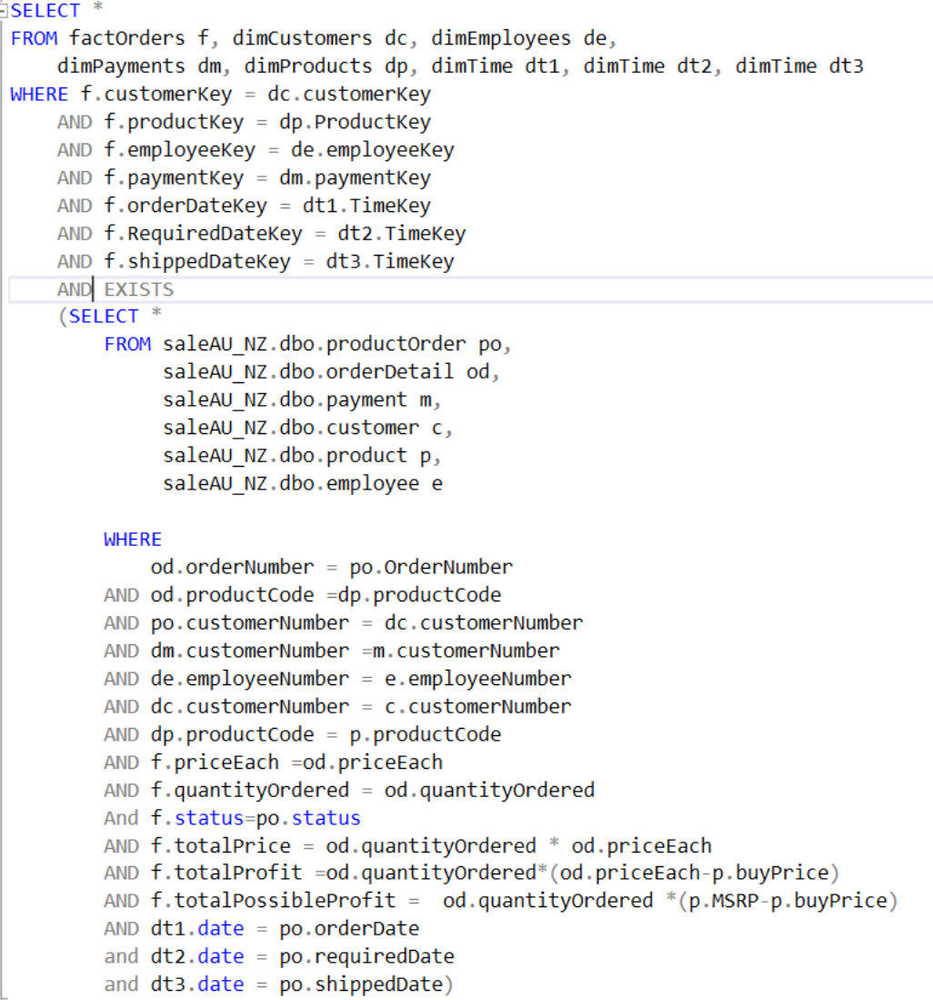 SELECT *
FROM factOrders f, dimCustomers dc, dimEmployees de,
    dimPayments dm, dimProducts dp, dimTime dt1, dimTime dt2, dimTime dt3
WHERE f.customerKey = dc.customerKey
    AND f.productKey = dp.ProductKey
    AND f.employeeKey = de.employeeKey
    AND f.paymentKey = dm.paymentKey
    AND f.orderDateKey = dt1.TimeKey
    AND f.RequiredDateKey = dt2.TimeKey
    AND f.shippedDateKey = dt3.TimeKey
    AND EXISTS
    (SELECT *
        FROM saleAU_NZ.dbo.productOrder po,
             saleAU_NZ.dbo.orderDetail od,
             saleAU_NZ.dbo.payment m,
             saleAU_NZ.dbo.customer c,
             saleAU_NZ.dbo.product p,
             saleAU_NZ.dbo.employee e
        WHERE
            od.orderNumber = po.OrderNumber
        AND od.productCode =dp.productCode
        AND po.customerNumber = dc.customerNumber
        AND dm.customerNumber =m.customerNumber
        AND de.employeeNumber = e.employeeNumber
        AND dc.customerNumber = c.customerNumber
        AND dp.productCode = p.productCode
        AND f.priceEach =od.priceEach
        AND f.quantityOrdered = od.quantityOrdered
        And f.status=po.status
        AND f.totalPrice = od.quantityOrdered * od.priceEach
        AND f.totalProfit =od.quantityOrdered*(od.priceEach-p.buyPrice)
        AND f.totalPossibleProfit =  od.quantityOrdered *(p.MSRP-p.buyPrice)
        AND dt1.date = po.orderDate
        and dt2.date = po.requiredDate
        and dt3.date = po.shippedDate)